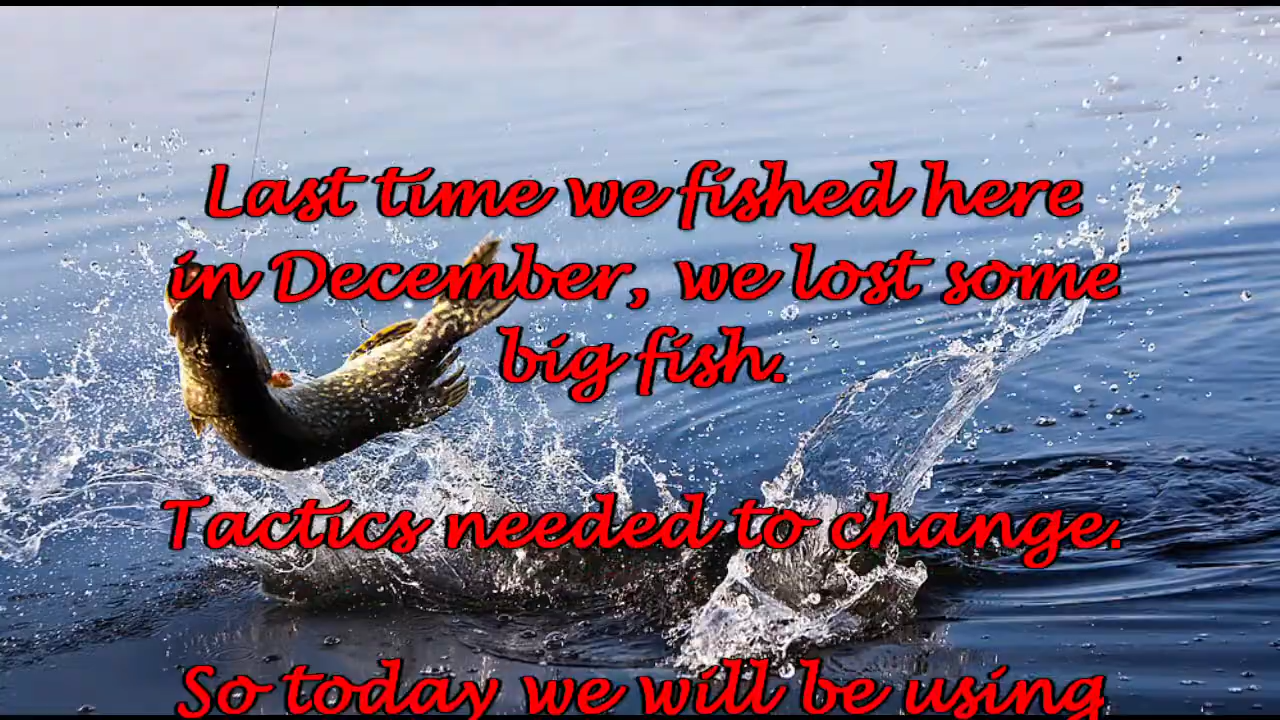 Last time we fished here
in December, we lost some
big fish.
Tactics needed to change.
So today we will be using